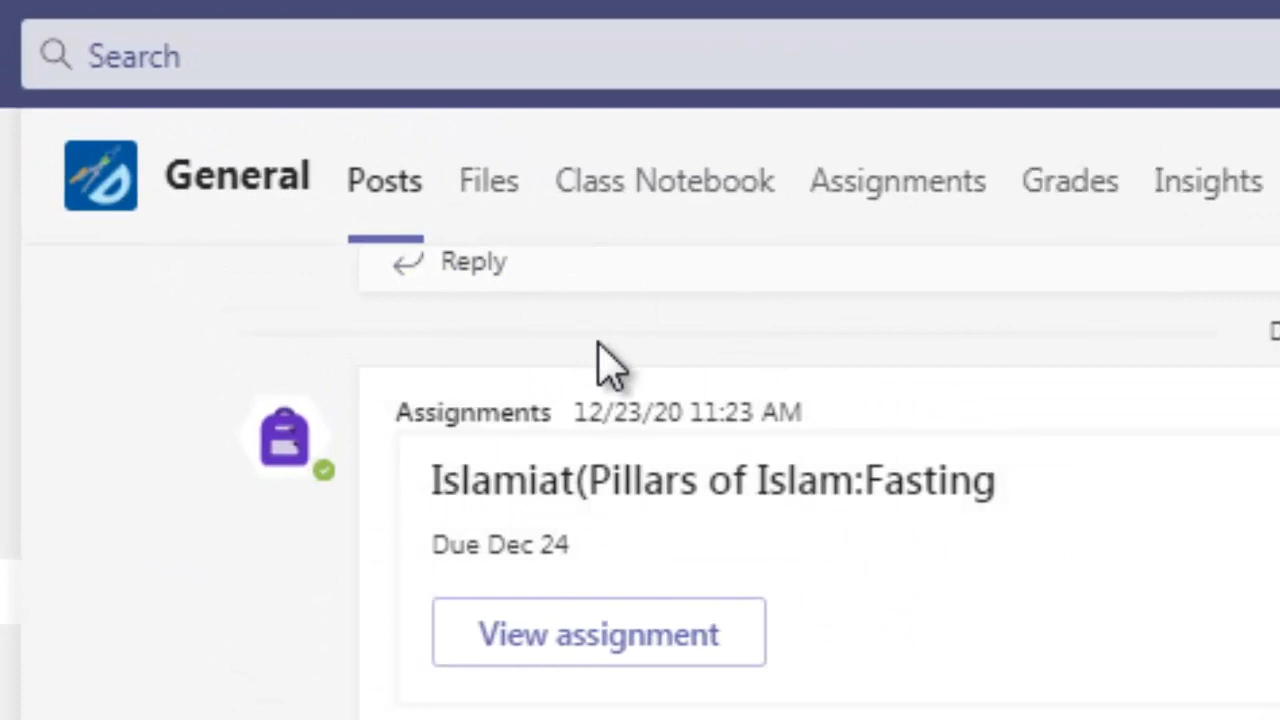 Search
General Posts Files Class Notebook Assignments Grades Insights
Reply
Assignments 12/23/20 11:23 AM
Islamiat(Pillars of Islam:Fasting
Due Dec 24
View assignment